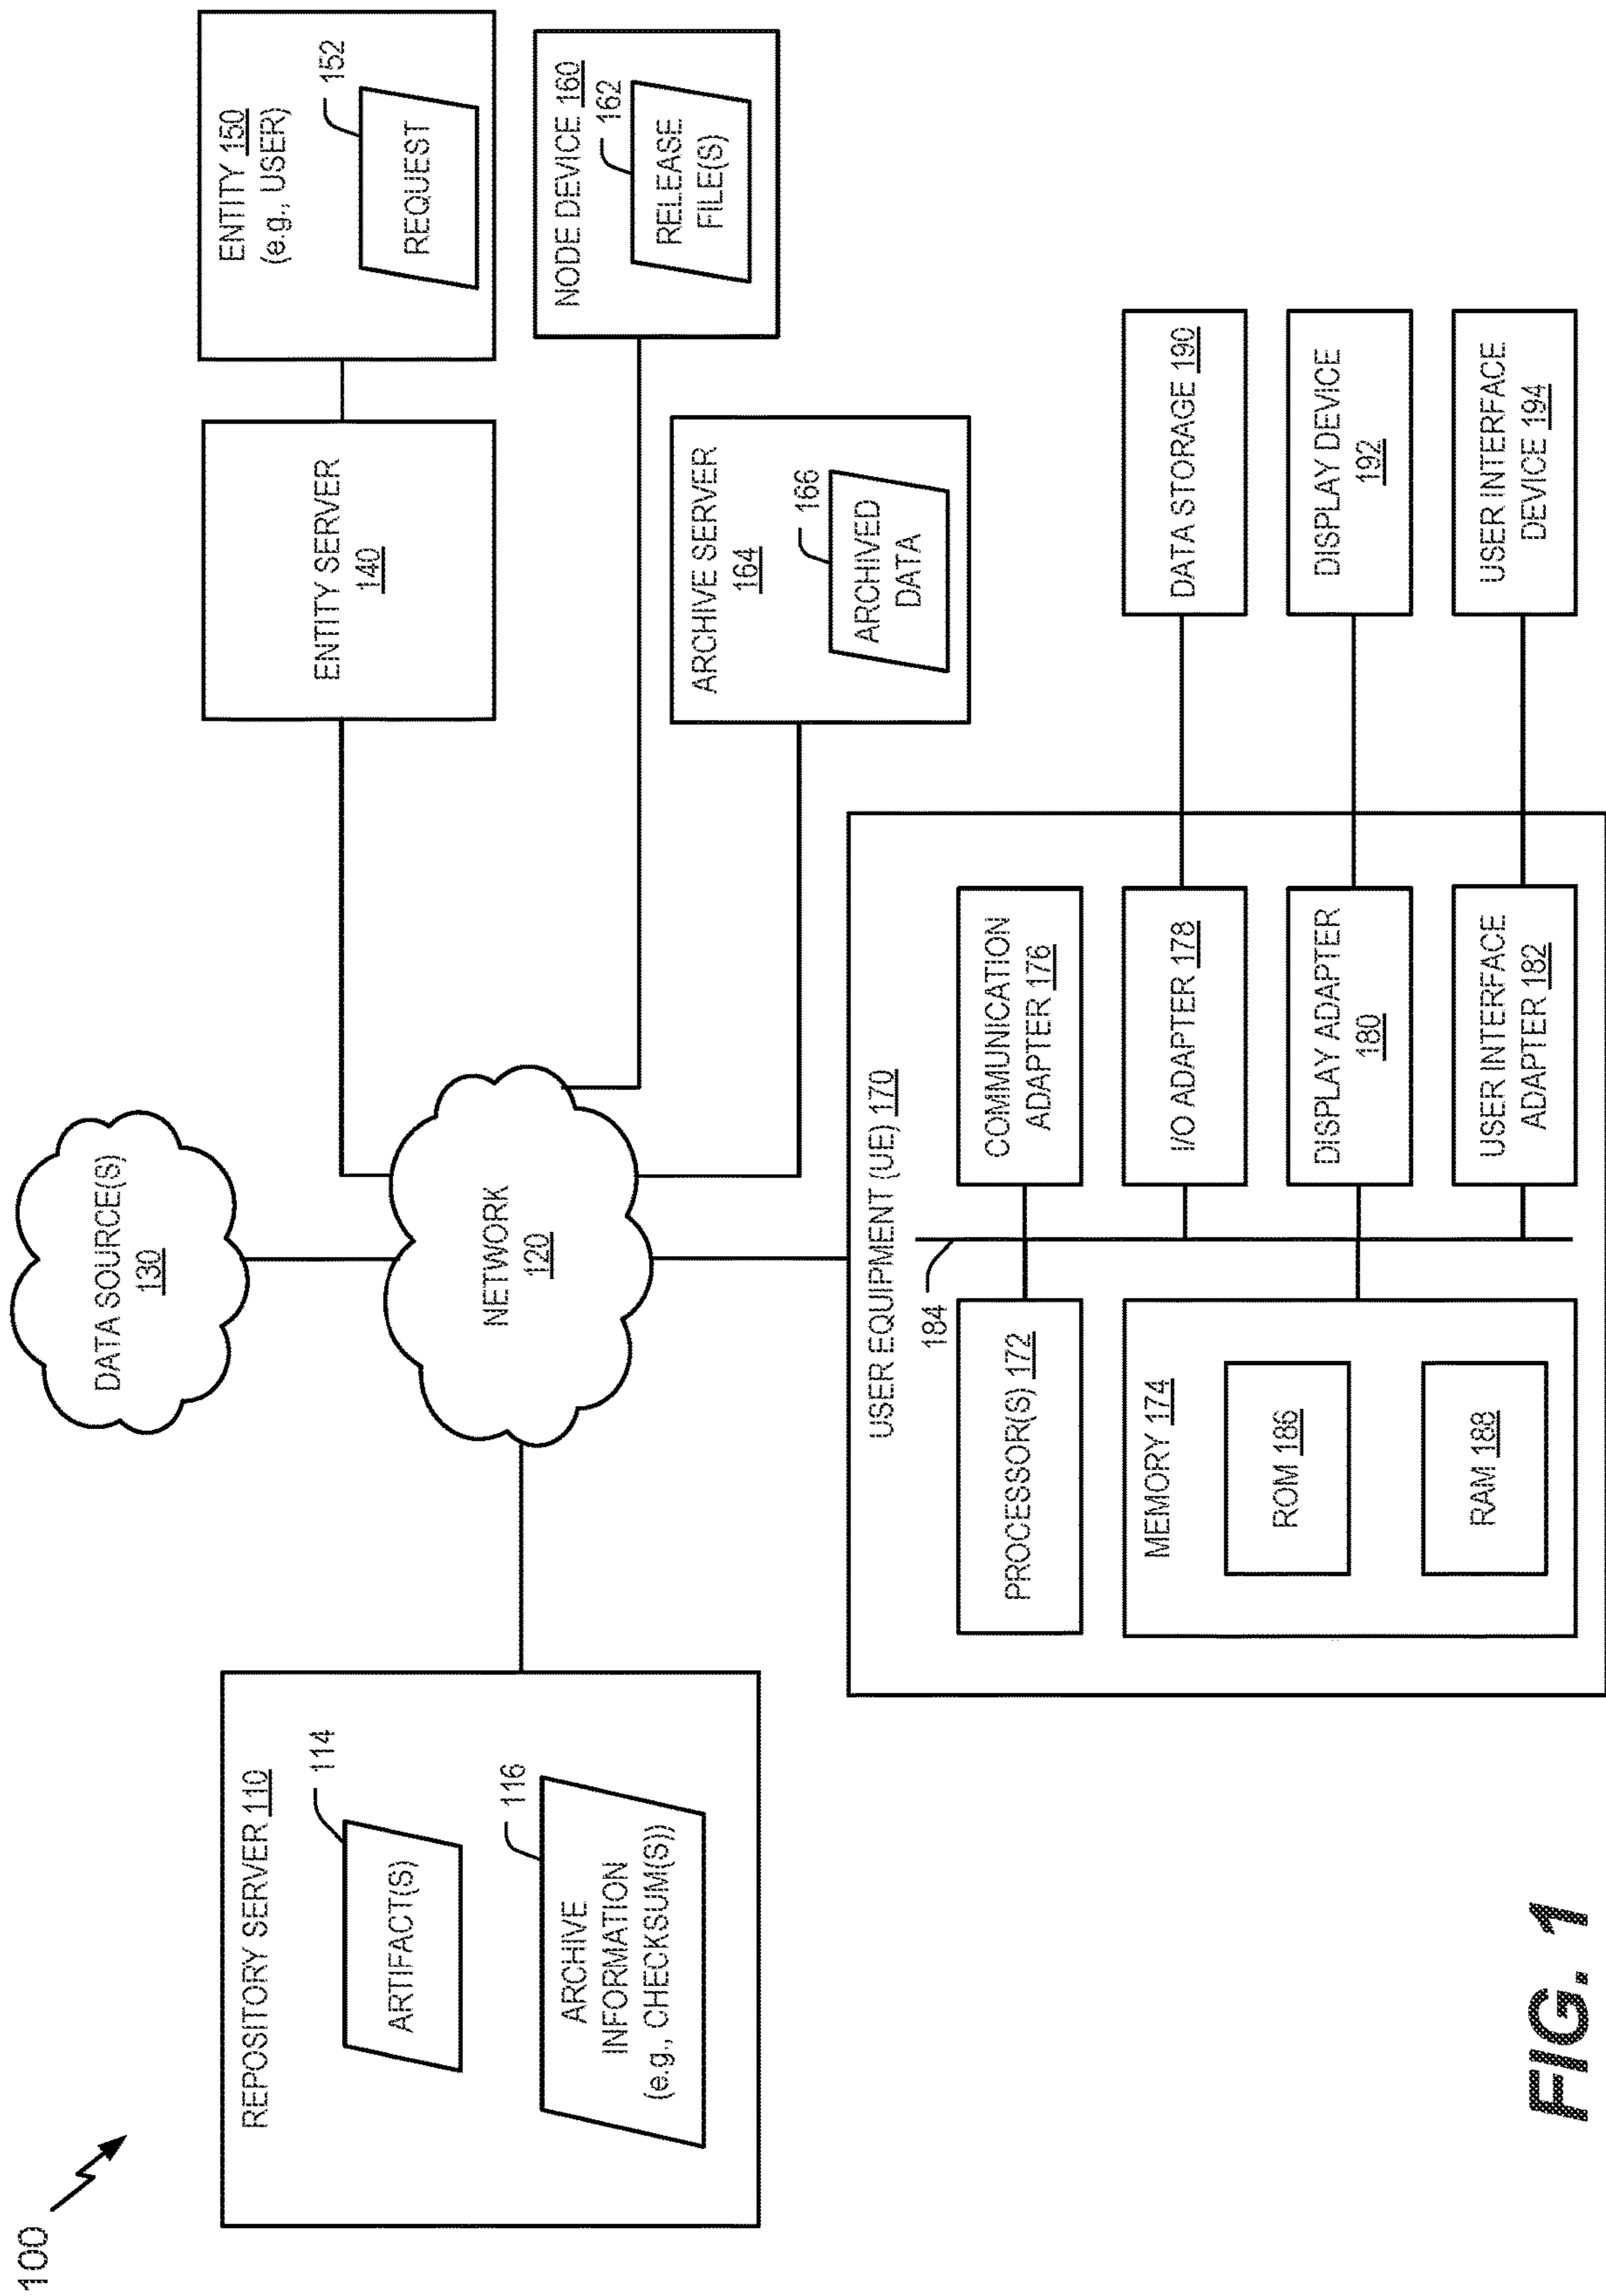 100
REPOSITORY SERVER 110
114
ARTIFACT(S)
116
ARCHIVE
INFORMATION
(e.g., CHECKSUM(S))
DATA SOURCE(S)
130
NETWORK
120
ENTITY SERVER
140
ENTITY 150
(e.g., USER)
152
REQUEST
NODE DEVICE 160
162
RELEASE
FILE(S)
ARCHIVE SERVER
164
166
ARCHIVED
DATA
USER EQUIPMENT (UE) 170
184
PROCESSOR(S) 172
COMMUNICATION
ADAPTER 176
MEMORY 174
ROM 186
RAM 188
I/O ADAPTER 178
DISPLAY ADAPTER
180
USER INTERFACE
ADAPTER 182
DATA STORAGE 190
DISPLAY DEVICE
192
USER INTERFACE
DEVICE 194
FIG. 1